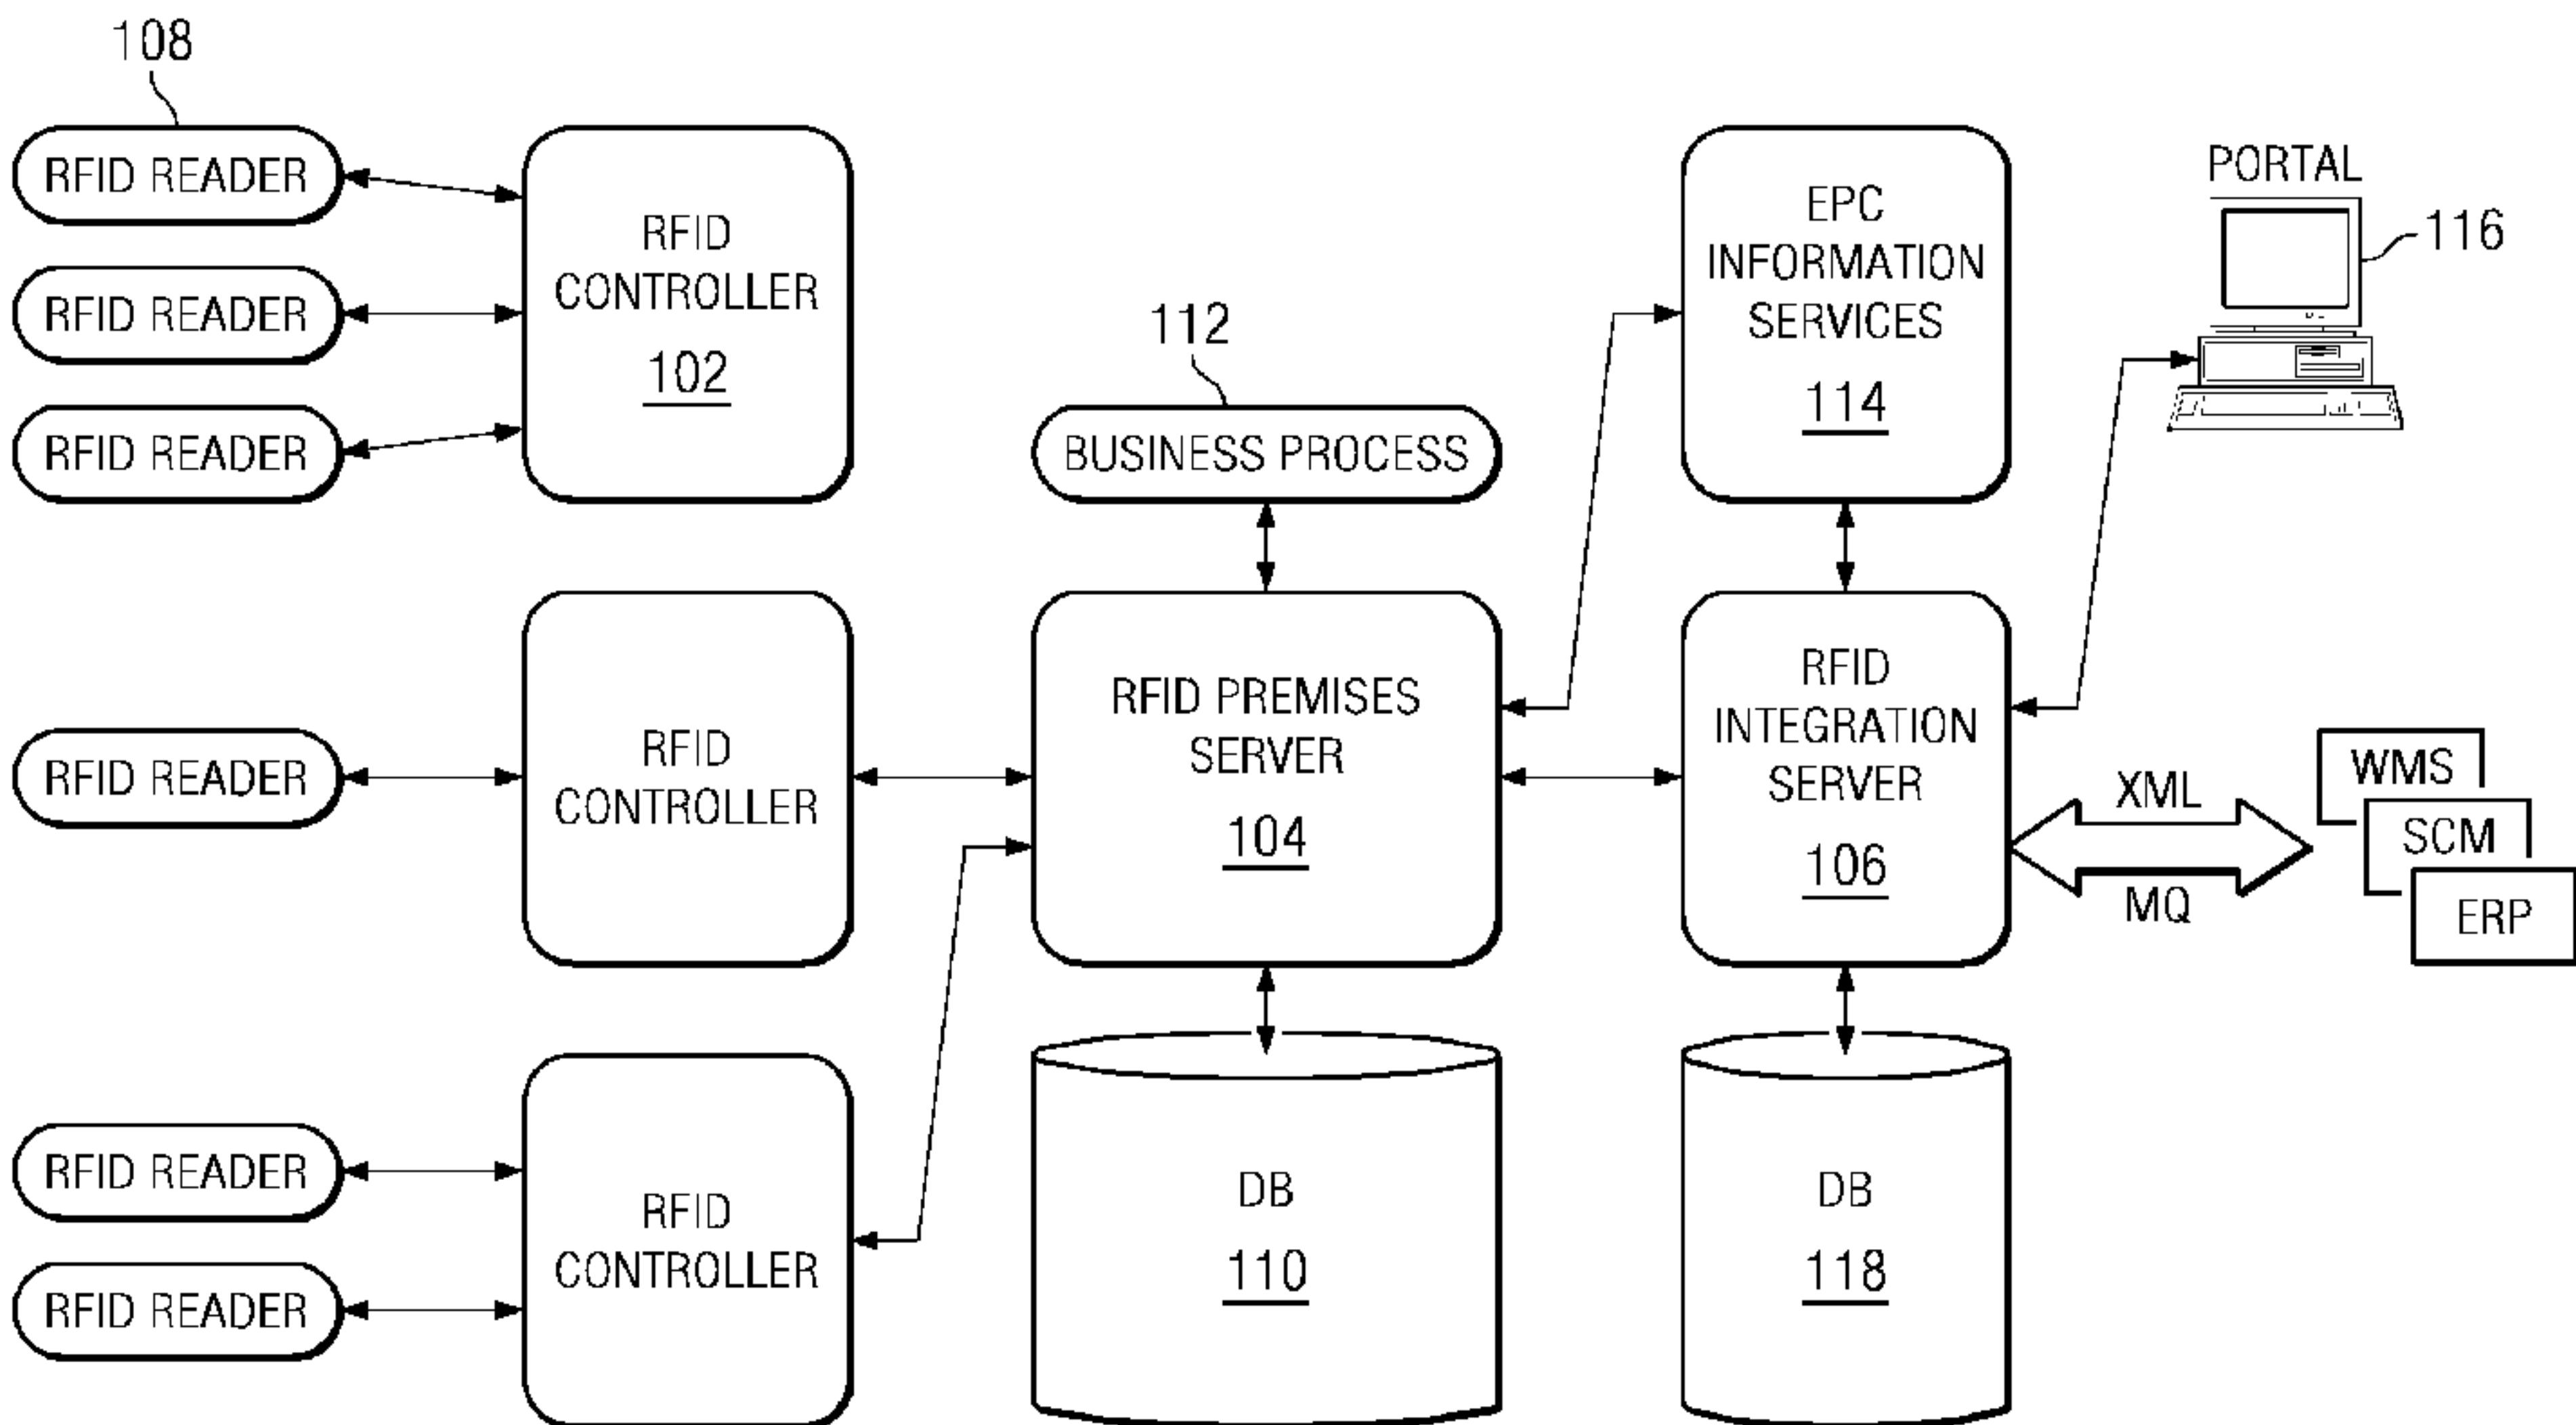 108
RFID READER
RFID READER
RFID READER
RFID
CONTROLLER
102
112
BUSINESS PROCESS
EPC
INFORMATION
SERVICES
114
PORTAL
116
RFID READER
RFID
CONTROLLER
RFID PREMISES
SERVER
104
RFID
INTEGRATION
SERVER
106
XML
MQ
WMS
SCM
ERP
RFID READER
RFID READER
RFID
CONTROLLER
DB
110
DB
118